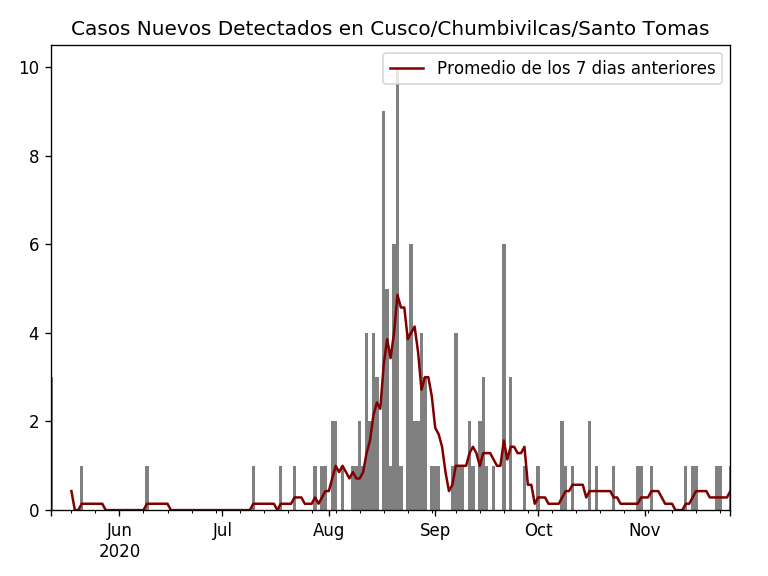 Casos Nuevos Detectados en Cusco/Chumbivilcas/Santo Tomas
Promedio de los 7 dias anteriores
10
8
6
4
2
0
Jun Jul Aug Sep Oct Nov
2020